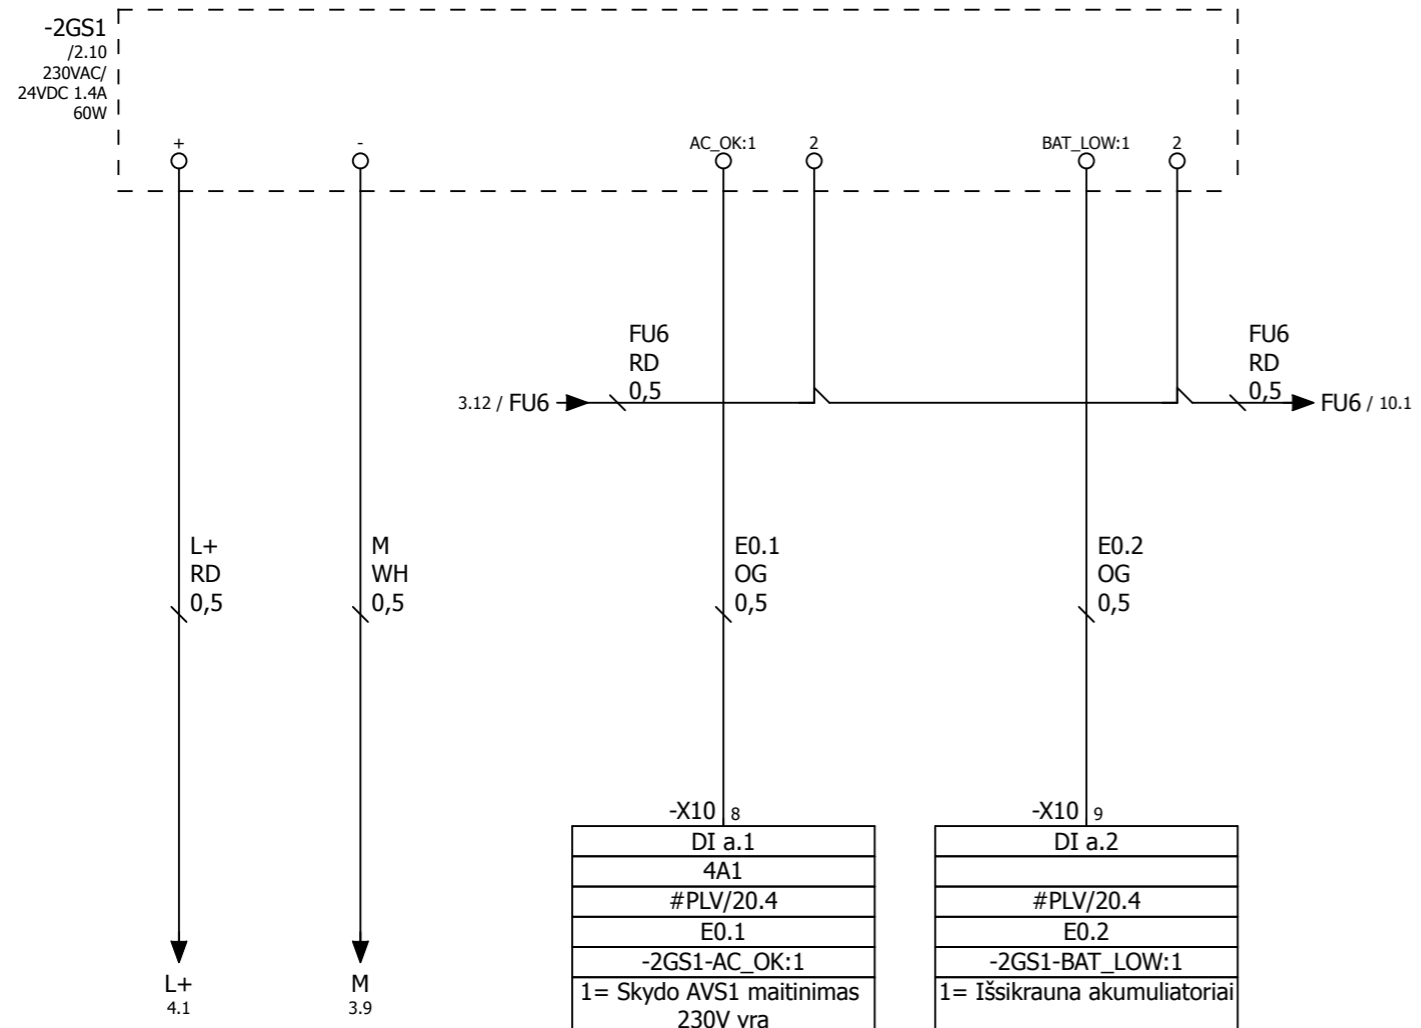 -2GS1
/2.10
230VAC/
24VDC 1.4A
60W
+
-
AC_OK:1
2
BAT_LOW:1
2
3.12 / FU6
FU6
RD
0,5
FU6
RD
0,5
FU6 / 10.1
L+
RD
0,5
M
WH
0,5
E0.1
OG
0,5
E0.2
OG
0,5
L+
4.1
M
3.9
-X10 8
DI a.1
4A1
#PLV/20.4
E0.1
-2GS1-AC_OK:1
1= Skydo AVS1 maitinimas
230V yra
-X10 9
DI a.2
#PLV/20.4
E0.2
-2GS1-BAT_LOW:1
1= Išsikrauna akumuliatoriai